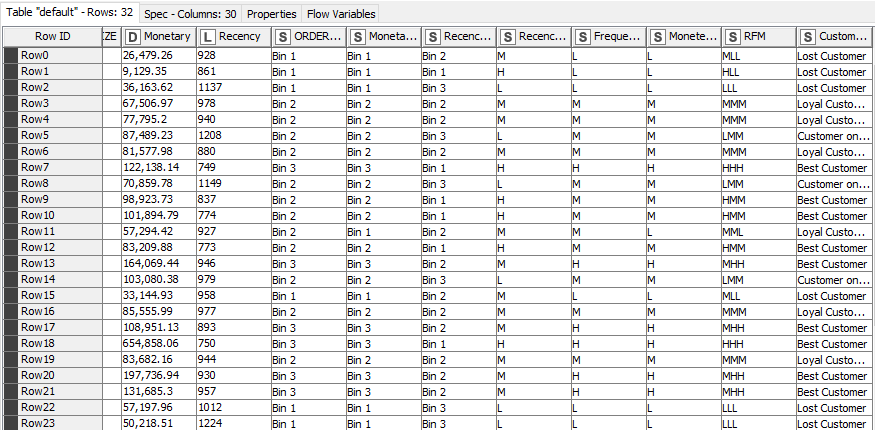 Table "default" - Rows: 32 Spec - Columns: 30 Properties Flow Variables
Row ID ZE D Monetary L Recency S ORDER... S Moneta... S Recenc... S Recenc... S Freque... S Monete... S RFM S Custom...
Row0 26,479.26 928 Bin 1 Bin 1 Bin 2 M L L MLL Lost Customer
Row1 9,129.35 861 Bin 1 Bin 1 Bin 1 H L L HLL Lost Customer
Row2 36,163.62 1137 Bin 1 Bin 1 Bin 3 L L L LLL Lost Customer
Row3 67,506.97 978 Bin 2 Bin 2 Bin 2 M M M MMM Loyal Custo...
Row4 77,795.2 940 Bin 2 Bin 2 Bin 2 M M M MMM Loyal Custo...
Row5 87,489.23 1208 Bin 2 Bin 2 Bin 3 L M M LMM Customer on...
Row6 81,577.98 880 Bin 2 Bin 2 Bin 2 M M M MMM Loyal Custo...
Row7 122,138.14 749 Bin 3 Bin 3 Bin 1 H H H HHH Best Customer
Row8 70,859.78 1149 Bin 2 Bin 2 Bin 3 L M M LMM Customer on...
Row9 98,923.73 837 Bin 2 Bin 2 Bin 1 H M M HMM Best Customer
Row10 101,894.79 774 Bin 2 Bin 2 Bin 1 H M M HMM Best Customer
Row11 57,294.42 927 Bin 2 Bin 1 Bin 2 M M L MML Loyal Custo...
Row12 83,209.88 773 Bin 2 Bin 2 Bin 1 H M M HMM Best Customer
Row13 164,069.44 946 Bin 3 Bin 3 Bin 2 M H H MHH Best Customer
Row14 103,080.38 979 Bin 2 Bin 2 Bin 3 L M M LMM Customer on...
Row15 33,144.93 958 Bin 1 Bin 1 Bin 2 M L L MLL Lost Customer
Row16 85,555.99 977 Bin 2 Bin 2 Bin 2 M M M MMM Loyal Custo...
Row17 108,951.13 893 Bin 3 Bin 3 Bin 2 M H H MHH Best Customer
Row18 654,858.06 750 Bin 3 Bin 3 Bin 1 H H H HHH Best Customer
Row19 83,682.16 944 Bin 2 Bin 2 Bin 2 M M M MMM Loyal Custo...
Row20 197,736.94 930 Bin 3 Bin 3 Bin 2 M H H MHH Best Customer
Row21 131,685.3 957 Bin 3 Bin 3 Bin 2 M H H MHH Best Customer
Row22 57,197.96 1012 Bin 1 Bin 1 Bin 3 L L L LLL Lost Customer
Row23 50,218.51 1224 Bin 1 Bin 1 Bin 3 L L L LLL Lost Customer